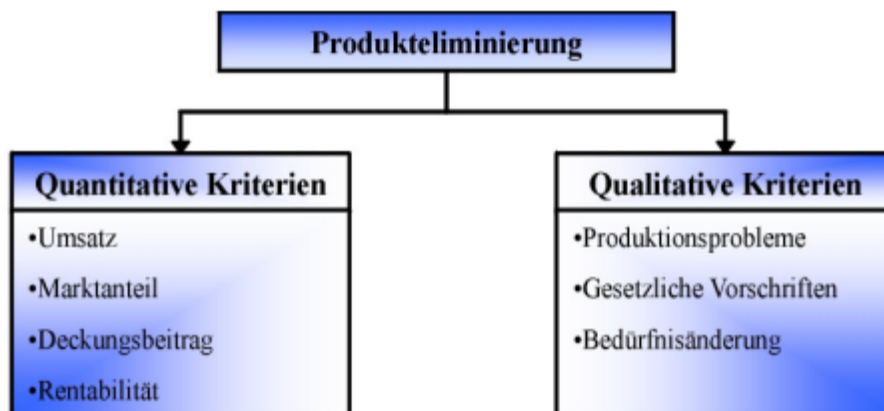 Produkteliminierung
Quantitative Kriterien
•Umsatz
•Marktanteil
•Deckungsbeitrag
•Rentabilität
Qualitative Kriterien
•Produktionsprobleme
•Gesetzliche Vorschriften
•Bedürfnisänderung